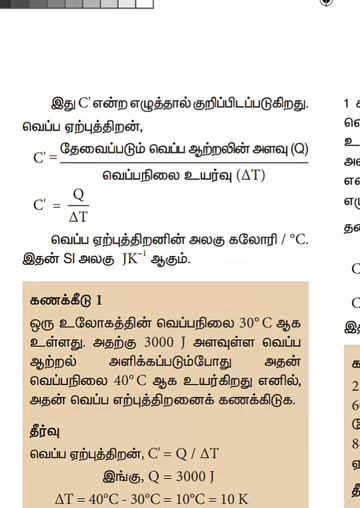 இது C' என்ற எழுத்தால் குறிப்பிடப்படுகிறது.
வெப்ப ஏற்புத்திறன்,
C' = தேவைப்படும் வெப்ப ஆற்றலின் அளவு (Q)
வெப்பநிலை உயர்வு (ΔT)
C' = Q
ΔT
வெப்ப ஏற்புத்திறனின் அலகு கலோரி / °C.
இதன் SI அலகு JK⁻¹ ஆகும்.
கணக்கீடு 1
ஒரு உலோகத்தின் வெப்பநிலை 30° C ஆக
உள்ளது. அதற்கு 3000 J அளவுள்ள வெப்ப
ஆற்றல் அளிக்கப்படும்போது அதன்
வெப்பநிலை 40° C ஆக உயர்கிறது எனில்,
அதன் வெப்ப எற்புத்திறனைக் கணக்கிடுக.
தீர்வு
வெப்ப ஏற்புத்திறன், C' = Q / ΔT
இங்கு, Q = 3000 J
ΔT = 40°C - 30°C = 10°C = 10 K